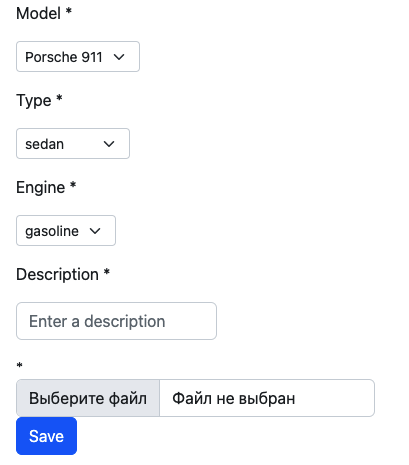 Model *
Porsche 911
Type *
sedan
Engine *
gasoline
Description *
Enter a description
*
Выберите файл Файл не выбран
Save